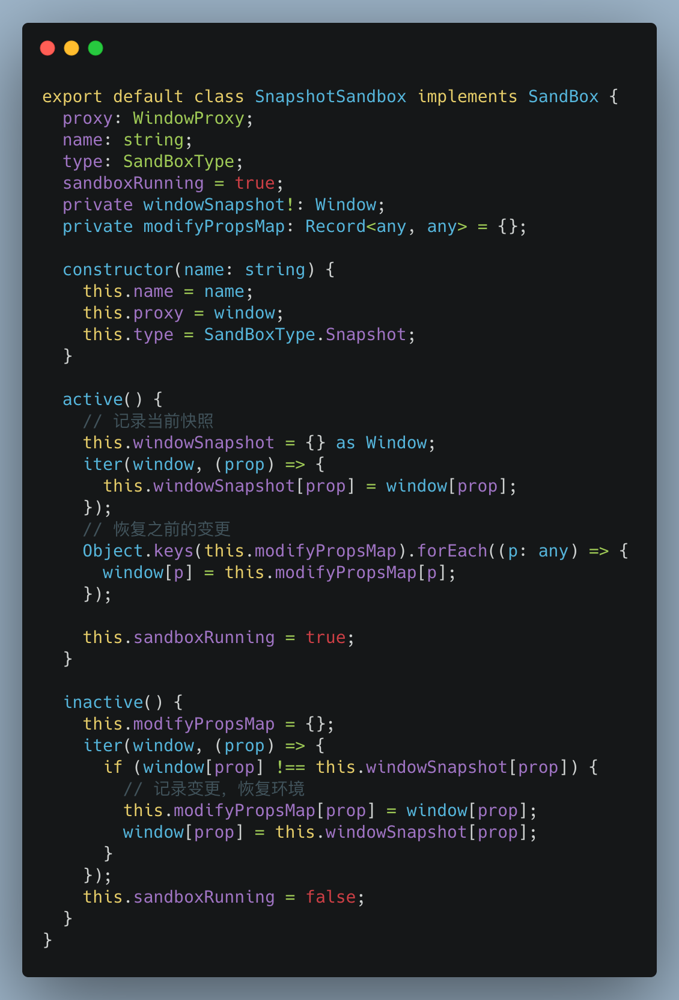 export default class SnapshotSandbox implements SandBox {
  proxy: WindowProxy;
  name: string;
  type: SandBoxType;
  sandboxRunning = true;
  private windowSnapshot!: Window;
  private modifyPropsMap: Record<any, any> = {};

  constructor(name: string) {
    this.name = name;
    this.proxy = window;
    this.type = SandBoxType.Snapshot;
  }

  active() {
    // 记录当前快照
    this.windowSnapshot = {} as Window;
    iter(window, (prop) => {
      this.windowSnapshot[prop] = window[prop];
    });
    // 恢复之前的变更
    Object.keys(this.modifyPropsMap).forEach((p: any) => {
      window[p] = this.modifyPropsMap[p];
    });

    this.sandboxRunning = true;
  }

  inactive() {
    this.modifyPropsMap = {};
    iter(window, (prop) => {
      if (window[prop] !== this.windowSnapshot[prop]) {
        // 记录变更，恢复环境
        this.modifyPropsMap[prop] = window[prop];
        window[prop] = this.windowSnapshot[prop];
      }
    });
    this.sandboxRunning = false;
  }
}